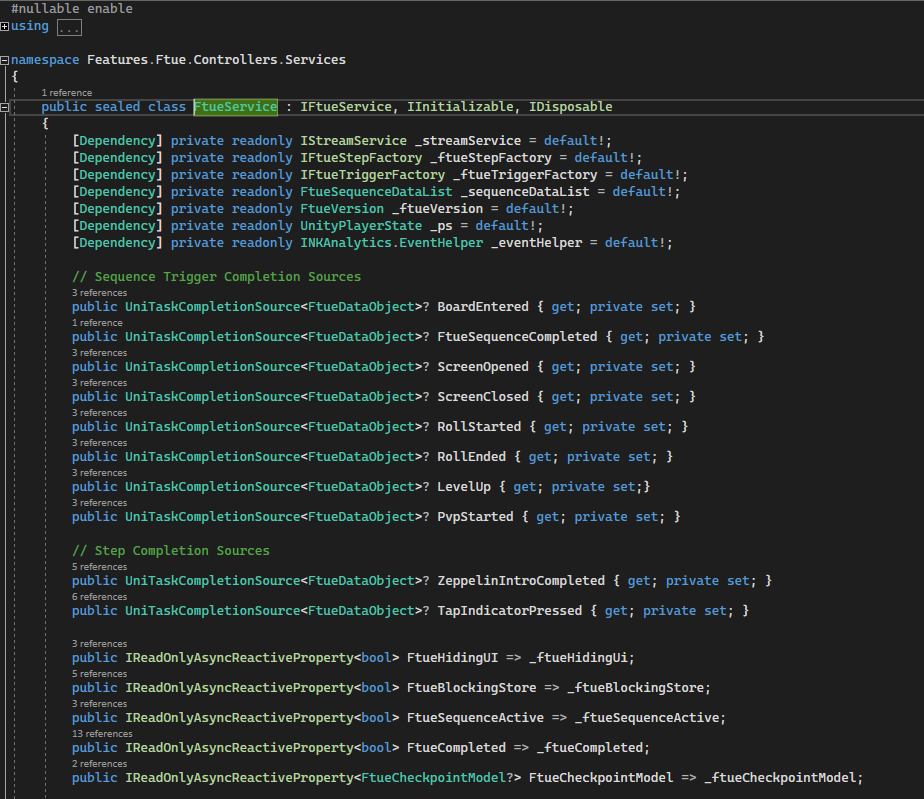 #nullable enable
using ...
namespace Features.Ftue.Controllers.Services
{
1 reference
public sealed class FtueService : IFtueService, IInitializable, IDisposable
{
[Dependency] private readonly IStreamService _streamService = default!;
[Dependency] private readonly IFtueStepFactory _ftueStepFactory = default!;
[Dependency] private readonly IFtueTriggerFactory _ftueTriggerFactory = default!;
[Dependency] private readonly FtueSequenceDataList _sequenceDataList = default!;
[Dependency] private readonly FtueVersion _ftueVersion = default!;
[Dependency] private readonly UnityPlayerState _ps = default!;
[Dependency] private readonly INKAnalytics.EventHelper _eventHelper = default!;
// Sequence Trigger Completion Sources
3 references
public UniTaskCompletionSource<FtueDataObject>? BoardEntered { get; private set; }
1 reference
public UniTaskCompletionSource<FtueDataObject>? FtueSequenceCompleted { get; private set; }
3 references
public UniTaskCompletionSource<FtueDataObject>? ScreenOpened { get; private set; }
3 references
public UniTaskCompletionSource<FtueDataObject>? ScreenClosed { get; private set; }
3 references
public UniTaskCompletionSource<FtueDataObject>? RollStarted { get; private set; }
3 references
public UniTaskCompletionSource<FtueDataObject>? RollEnded { get; private set; }
3 references
public UniTaskCompletionSource<FtueDataObject>? LevelUp { get; private set;}
3 references
public UniTaskCompletionSource<FtueDataObject>? PvpStarted { get; private set; }
// Step Completion Sources
5 references
public UniTaskCompletionSource<FtueDataObject>? ZeppelinIntroCompleted { get; private set; }
6 references
public UniTaskCompletionSource<FtueDataObject>? TapIndicatorPressed { get; private set; }
3 references
public IReadOnlyAsyncReactiveProperty<bool> FtueHidingUI => _ftueHidingUi;
5 references
public IReadOnlyAsyncReactiveProperty<bool> FtueBlockingStore => _ftueBlockingStore;
3 references
public IReadOnlyAsyncReactiveProperty<bool> FtueSequenceActive => _ftueSequenceActive;
13 references
public IReadOnlyAsyncReactiveProperty<bool> FtueCompleted => _ftueCompleted;
2 references
public IReadOnlyAsyncReactiveProperty<FtueCheckpointModel?> FtueCheckpointModel => _ftueCheckpointModel;